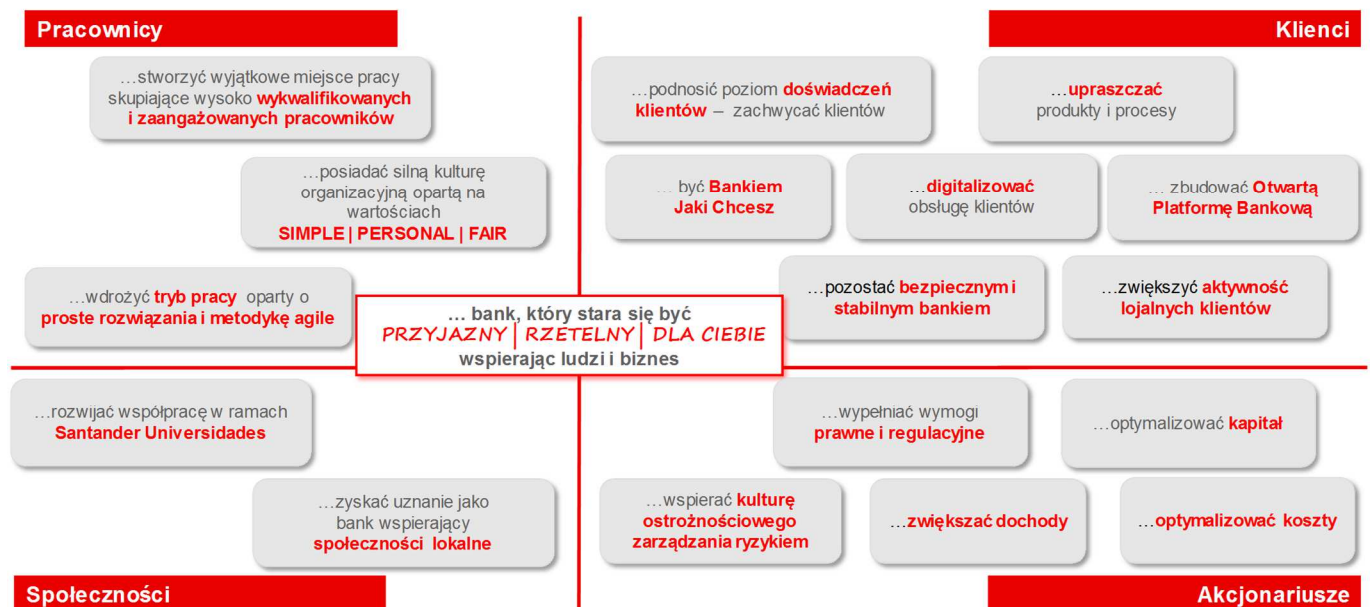 Pracownicy
…stworzyć wyjątkowe miejsce pracy
skupiające wysoko wykwalifikowanych
i zaangażowanych pracowników
…posiadać silną kulturę
organizacyjną opartą na
wartościach
SIMPLE | PERSONAL | FAIR
…wdrożyć tryb pracy oparty o
proste rozwiązania i metodykę agile
Klienci
…podnosić poziom doświadczeń
klientów – zachwycać klientów
…upraszczać
produkty i procesy
… być Bankiem
Jaki Chcesz
…digitalizować
obsługę klientów
… zbudować Otwartą
Platformę Bankową
…pozostać bezpiecznym i
stabilnym bankiem
…zwiększyć aktywność
lojalnych klientów
… bank, który stara się być
PRZYJAZNY | RZETELNY | DLA CIEBIE
wspierając ludzi i biznes
…rozwijać współpracę w ramach
Santander Universidades
…zyskać uznanie jako
bank wspierający
społeczności lokalne
Społeczności
…wypełniać wymogi
prawne i regulacyjne
…optymalizować kapitał
…wspierać kulturę
ostrożnościowego
zarządzania ryzykiem
…zwiększać dochody
…optymalizować koszty
Akcjonariusze